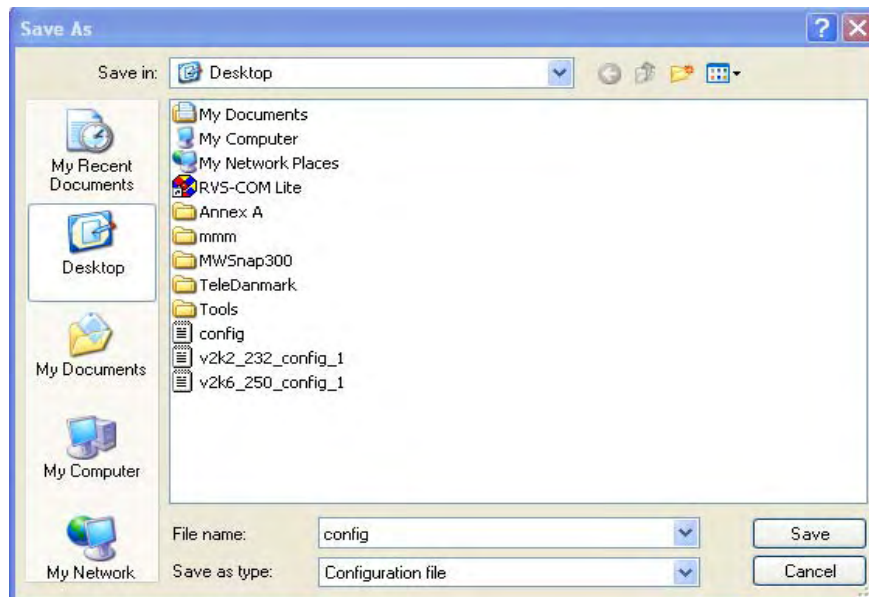 Save As
Save in: Desktop
My Recent
Documents
Desktop
My Documents
My Computer
My Network
My Documents
My Computer
My Network Places
RVS-COM Lite
Annex A
mmm
MWSnap300
TeleDanmark
Tools
config
v2k2_232_config_1
v2k6_250_config_1
File name: config Save
Save as type: Configuration file Cancel